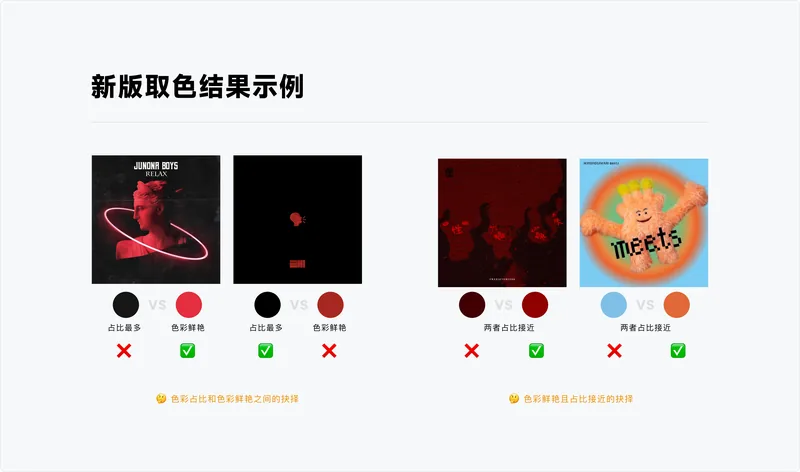 新版取色结果示例
JUNONA BOYS
RELAX
meets
VS
VS
VS
VS
占比最多
色彩鲜艳
占比最多
色彩鲜艳
两者占比接近
两者占比接近
🤔 色彩占比和色彩鲜艳之间的抉择
🤔 色彩鲜艳且占比接近的抉择